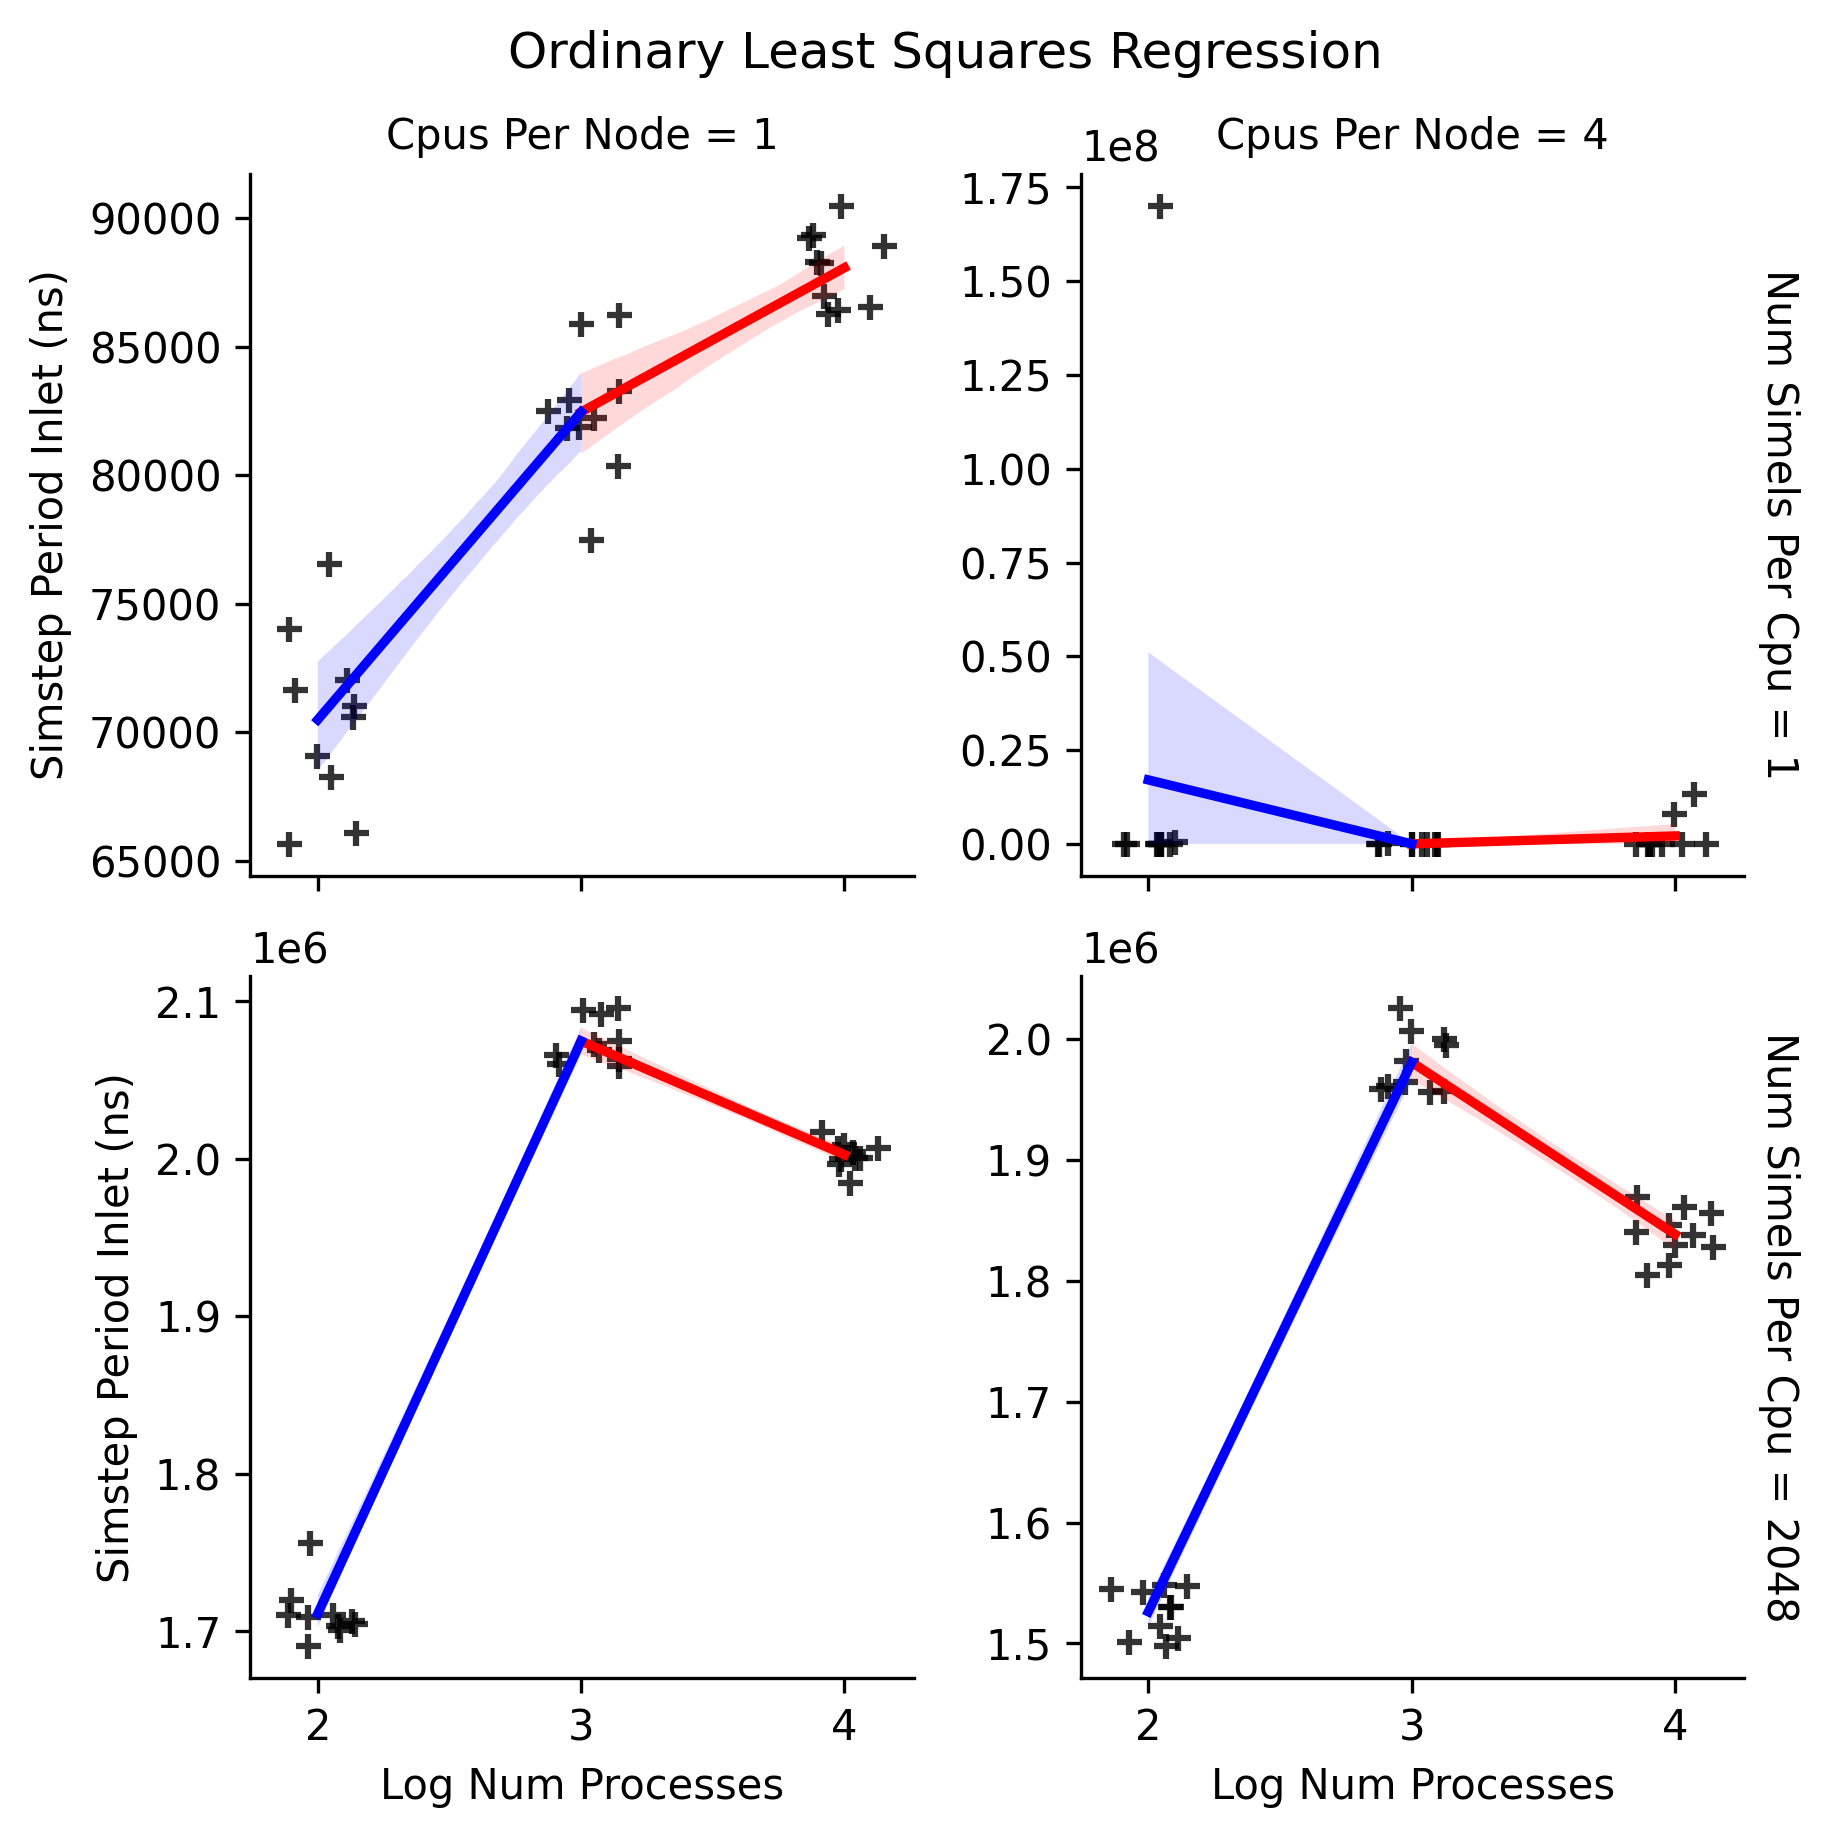 Ordinary Least Squares Regression
Cpus Per Node = 1
Cpus Per Node = 4
Simstep Period Inlet (ns)
90000
85000
80000
75000
70000
65000
1e8
1.75
1.50
1.25
1.00
0.75
0.50
0.25
0.00
Num Simels Per Cpu = 1
Simstep Period Inlet (ns)
1e6
2.1
2.0
1.9
1.8
1.7
2
3
4
Log Num Processes
1e6
2.0
1.9
1.8
1.7
1.6
1.5
2
3
4
Log Num Processes
Num Simels Per Cpu = 2048